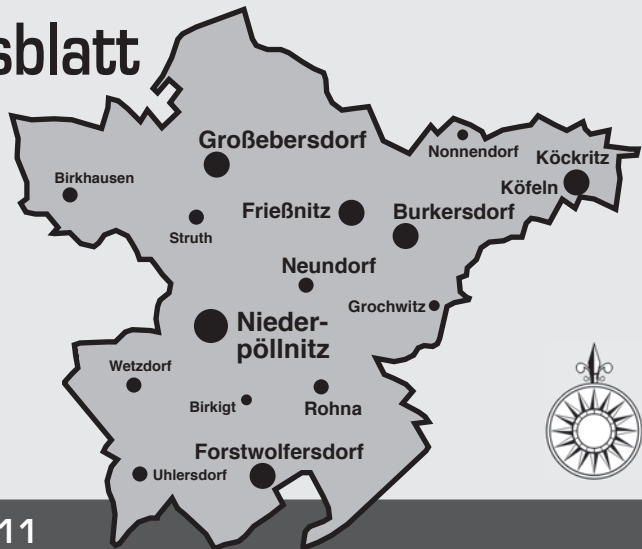 sblatt
Großebersdorf
Nonnendorf
Köckritz
Köfeln
Birkhausen
Frießnitz
Burkersdorf
Struth
Neundorf
Grochwitz
Nieder-
pöllnitz
Wetzdorf
Birkigt
Rohna
Forstwolfersdorf
Uhlersdorf
11